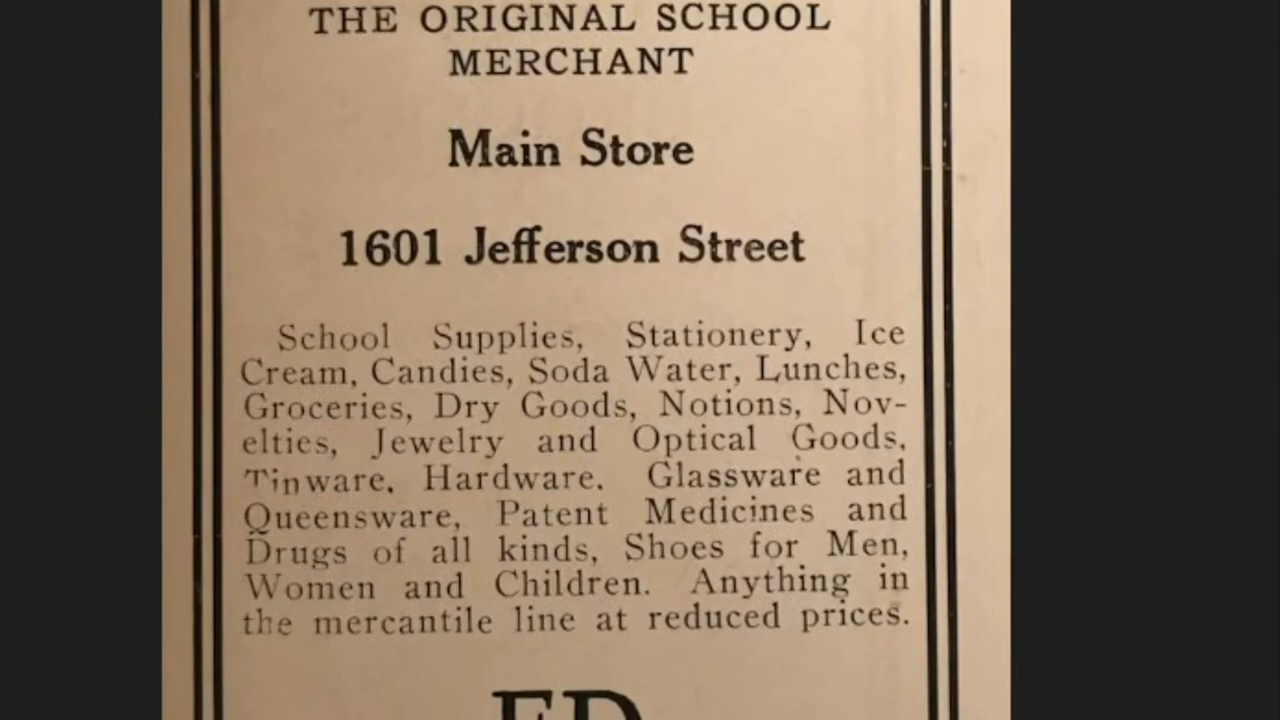 THE ORIGINAL SCHOOL
MERCHANT
Main Store
1601 Jefferson Street
School Supplies, Stationery, Ice
Cream, Candies, Soda Water, Lunches,
Groceries, Dry Goods, Notions, Nov-
elties, Jewelry and Optical Goods,
Tinware, Hardware. Glassware and
Queensware, Patent Medicines and
Drugs of all kinds, Shoes for Men,
Women and Children. Anything in
the mercantile line at reduced prices.
ED